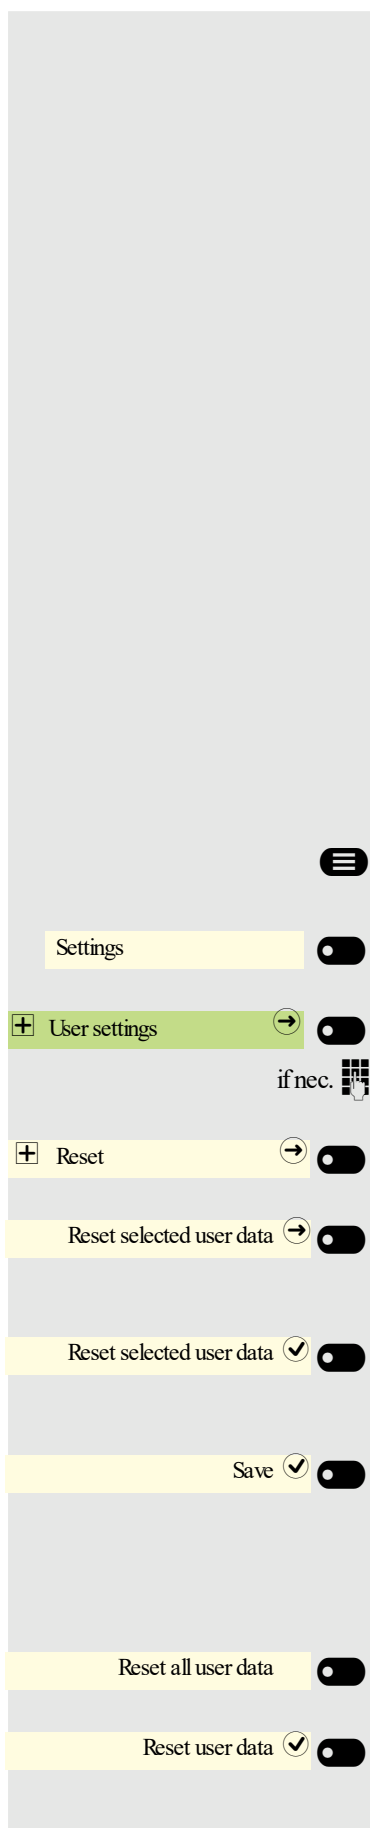 Settings
User settings
if nec.
Reset
Reset selected user data
Reset selected user data
Save
Reset all user data
Reset user data